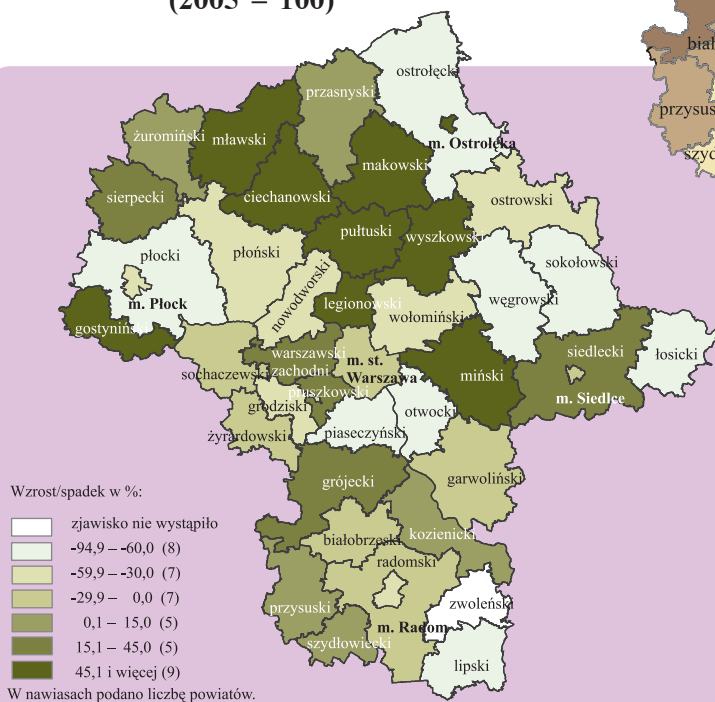 (2005 = 100)
biał
przysus
szyd
ostrołęcki
przasnyski
żuromiński
mławski
m. Ostrołęka
makowski
ciechanowski
sierpecki
ostrowski
pułtuski
wyszkowski
płocki
płoński
sokołowski
nowodworski
węgrowski
m. Płock
legionowski
wołomiński
gostyniński
siedlecki
łosicki
warszawski
zachodni
m. st.
Warszawa
sochaczewski
miński
pruszkowski
m. Siedlce
grodziski
otwocki
piaseczyński
żyrardowski
garwoliński
grójecki
kozienicki
białobrzeski
radomski
zwoleński
przysuski
m. Radom
szydłowiecki
lipski
Wzrost/spadek w %:
zjawisko nie wystąpiło
-94,9 – -60,0 (8)
-59,9 – -30,0 (7)
-29,9 – 0,0 (7)
0,1 – 15,0 (5)
15,1 – 45,0 (5)
45,1 i więcej (9)
W nawiasach podano liczbę powiatów.